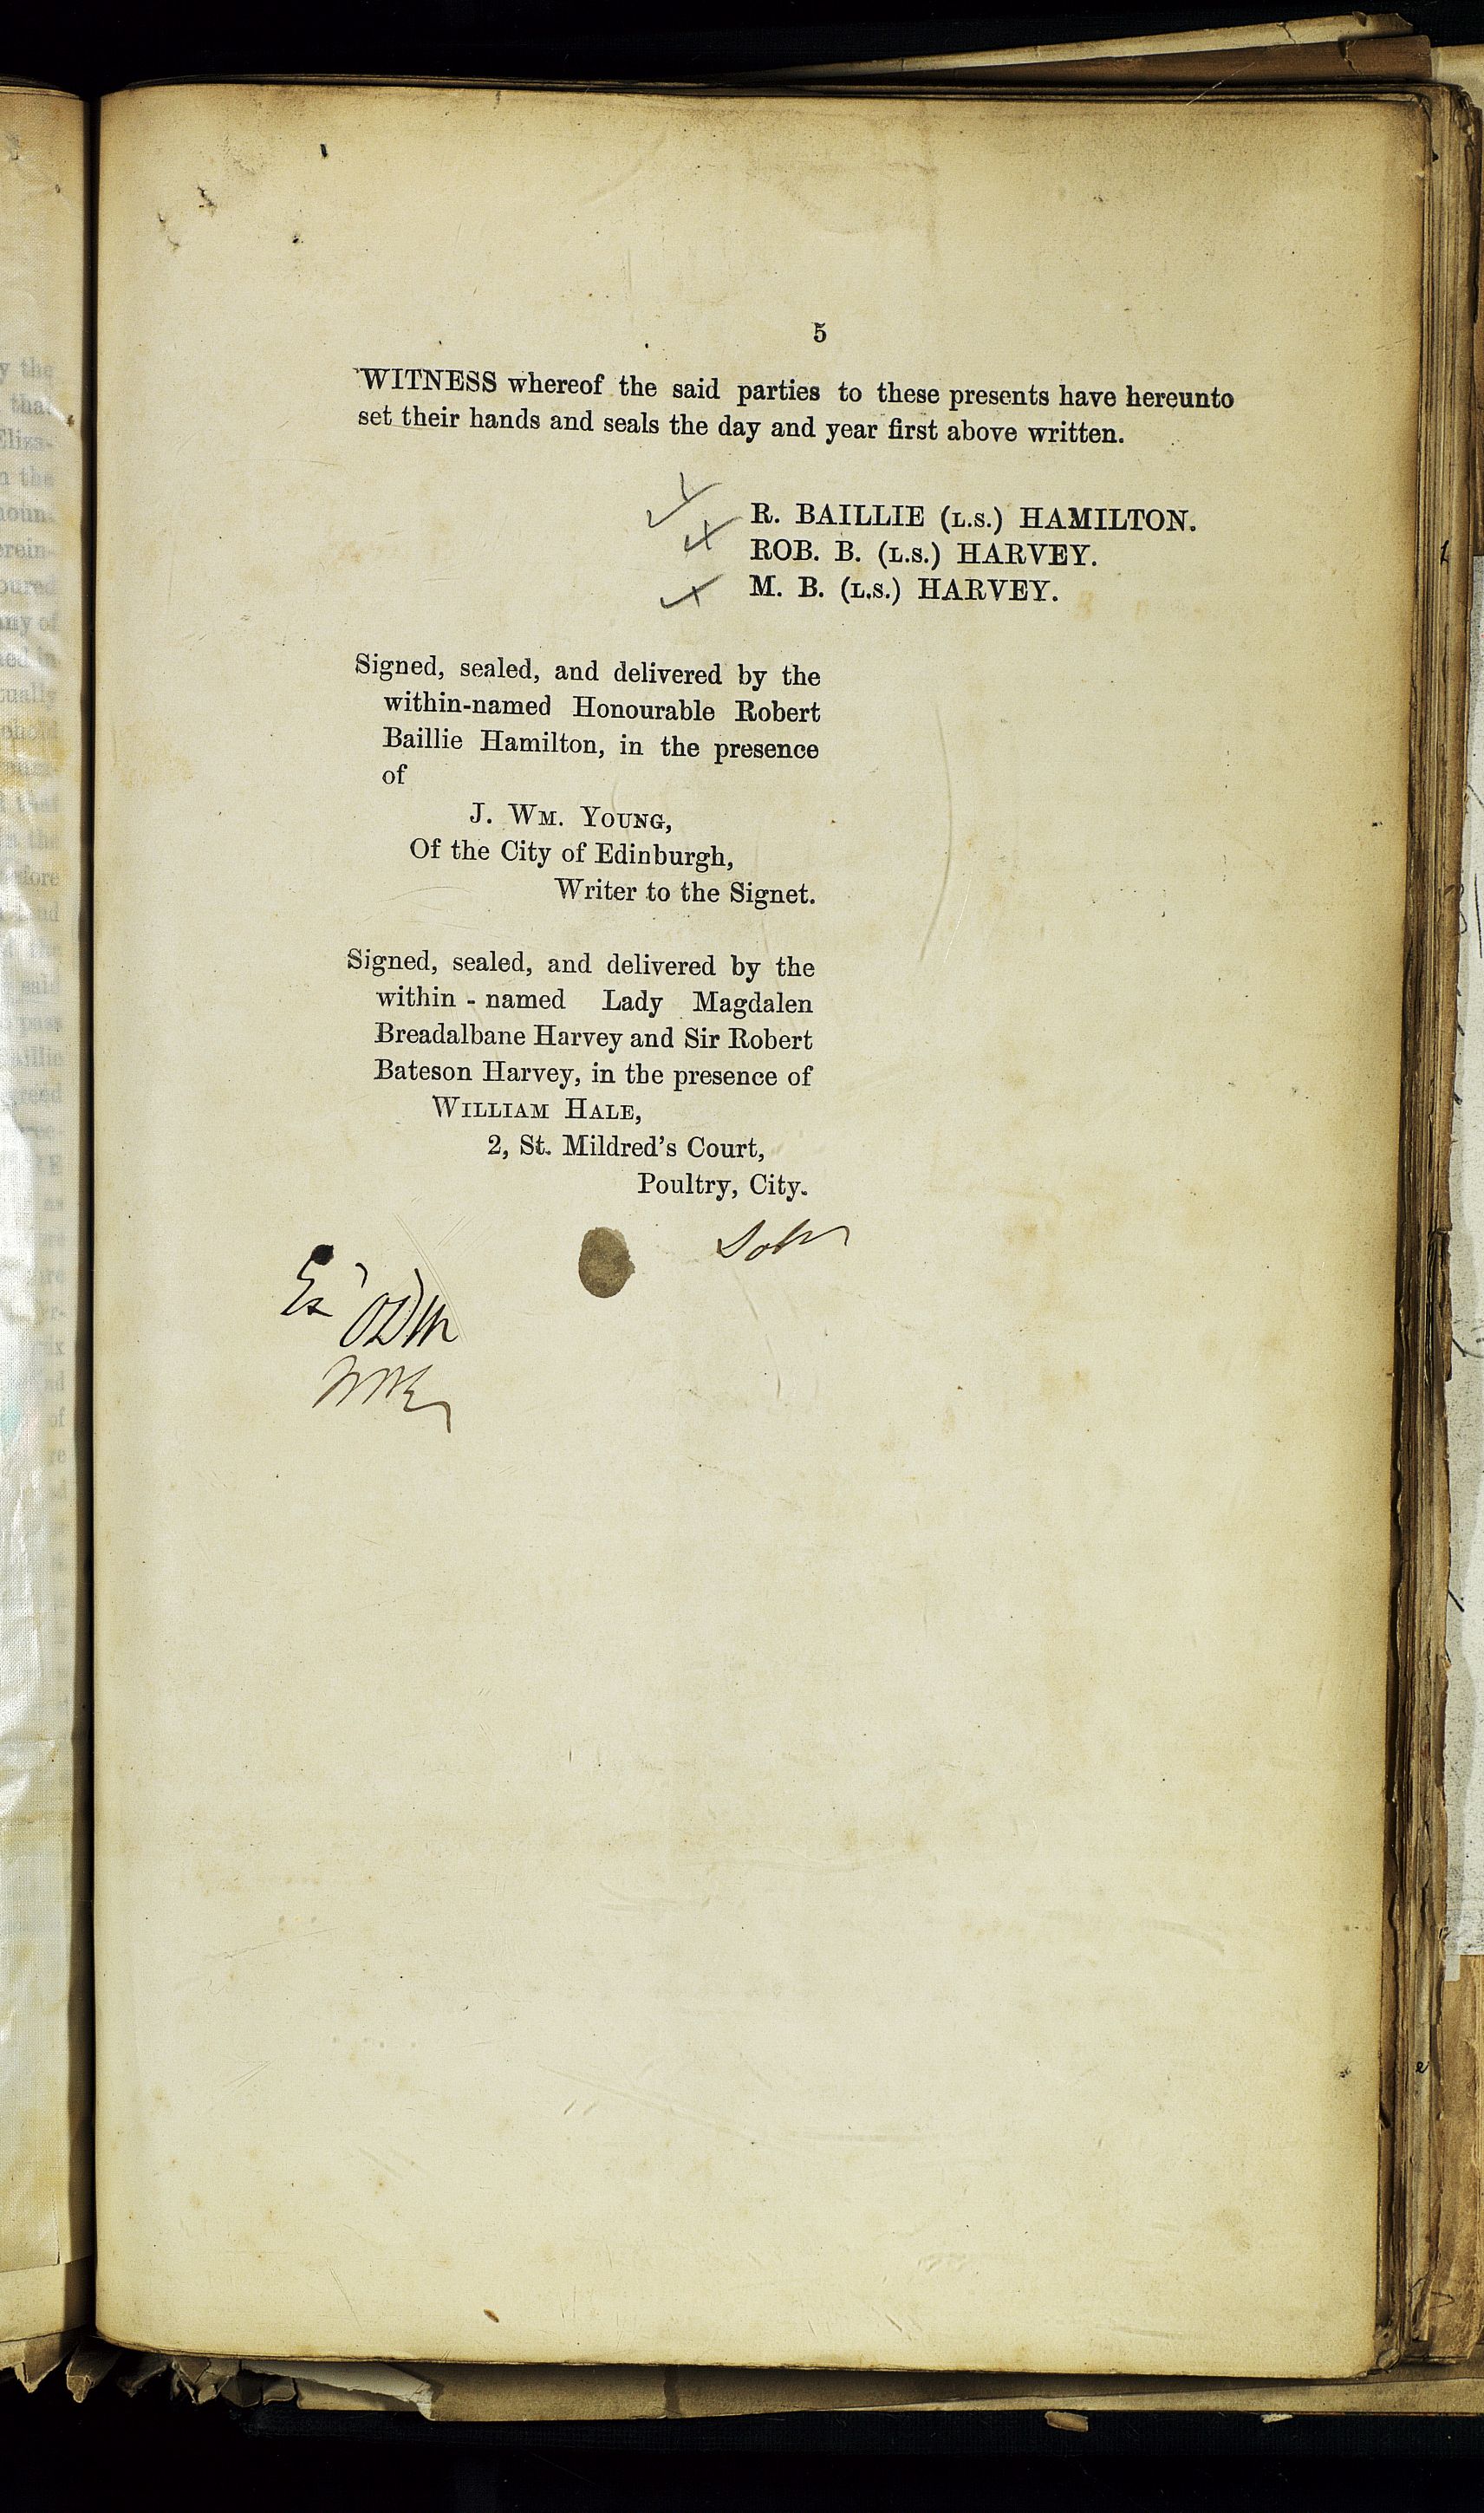 5
WITNESS whereof the said parties to these presents have hereunto
set their hands and seals the day and year first above written.
R. BAILLIE (L.S.) HAMILTON.
ROB. B. (L.S.) HARVEY.
M. B. (L.S.) HARVEY.
Signed, sealed, and delivered by the
within-named Honourable Robert
Baillie Hamilton, in the presence
of
J. WM. YOUNG,
Of the City of Edinburgh,
Writer to the Signet.
Signed, sealed, and delivered by the
within - named Lady Magdalen
Breadalbane Harvey and Sir Robert
Bateson Harvey, in the presence of
WILLIAM HALE,
2, St. Mildred's Court,
Poultry, City.
Solr
Exd